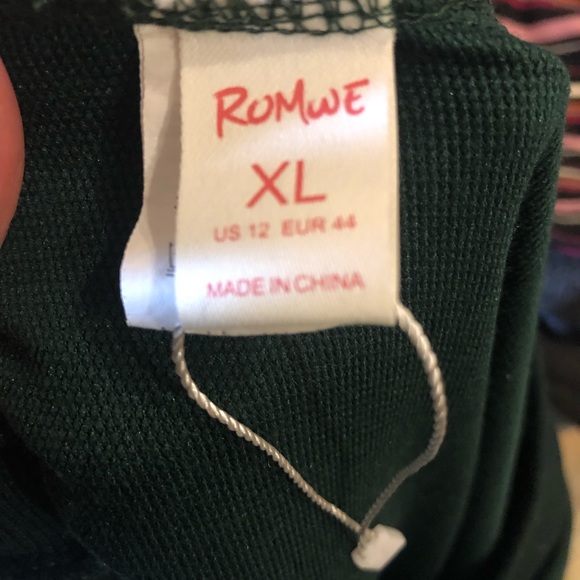 ROMWE
XL
US 12 EUR 44
MADE IN CHINA